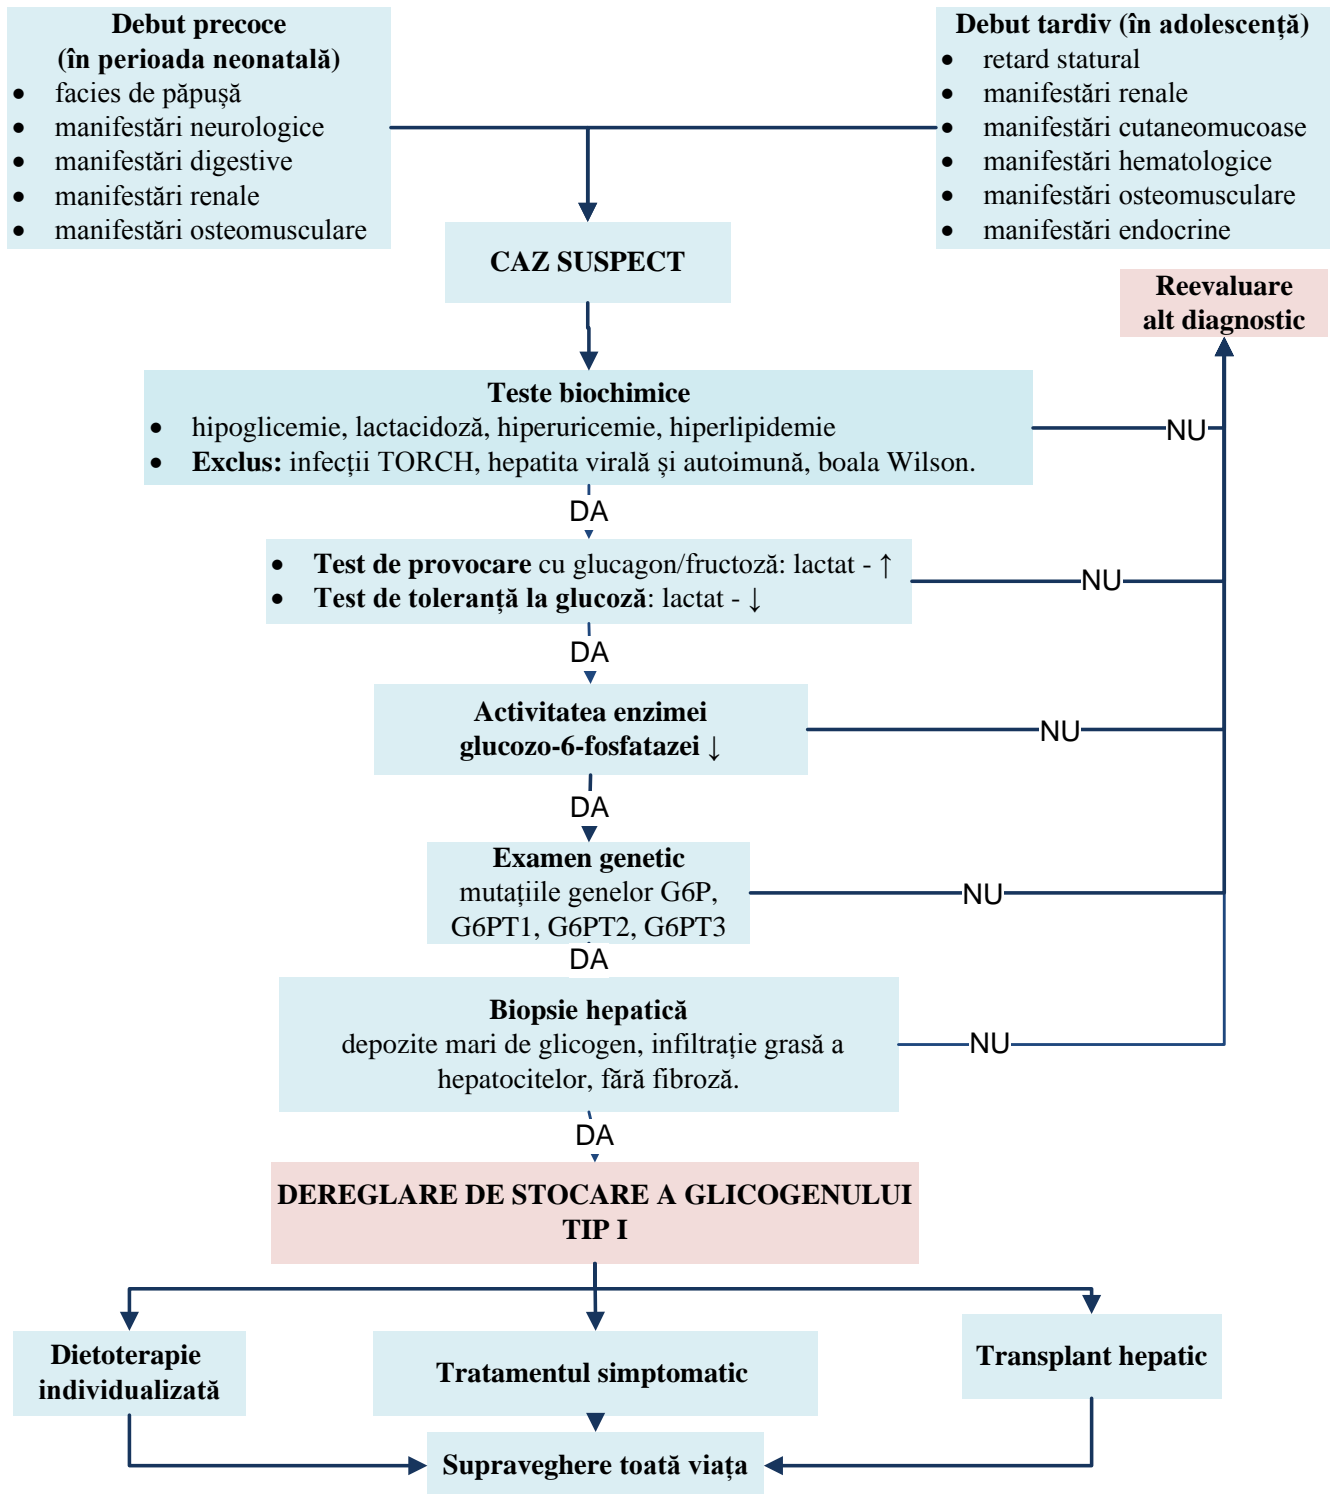 Debut precoce
(în perioada neonatală)
• facies de păpușă
• manifestări neurologice
• manifestări digestive
• manifestări renale
• manifestări osteomusculare
Debut tardiv (în adolescență)
• retard statural
• manifestări renale
• manifestări cutaneomucoase
• manifestări hematologice
• manifestări osteomusculare
• manifestări endocrine
CAZ SUSPECT
Reevaluare
alt diagnostic
Teste biochimice
• hipoglicemie, lactacidoză, hiperuricemie, hiperlipidemie
• Exclus: infecții TORCH, hepatita virală și autoimună, boala Wilson.
NU
DA
• Test de provocare cu glucagon/fructoză: lactat - ↑
• Test de toleranță la glucoză: lactat - ↓
NU
DA
Activitatea enzimei
glucozo-6-fosfatazei ↓
NU
DA
Examen genetic
mutațiile genelor G6P,
G6PT1, G6PT2, G6PT3
NU
DA
Biopsie hepatică
depozite mari de glicogen, infiltrație grasă a
hepatocitelor, fără fibroză.
NU
DA
DEREGLARE DE STOCARE A GLICOGENULUI
TIP I
Dietoterapie
individualizată
Tratamentul simptomatic
Transplant hepatic
Supraveghere toată viața